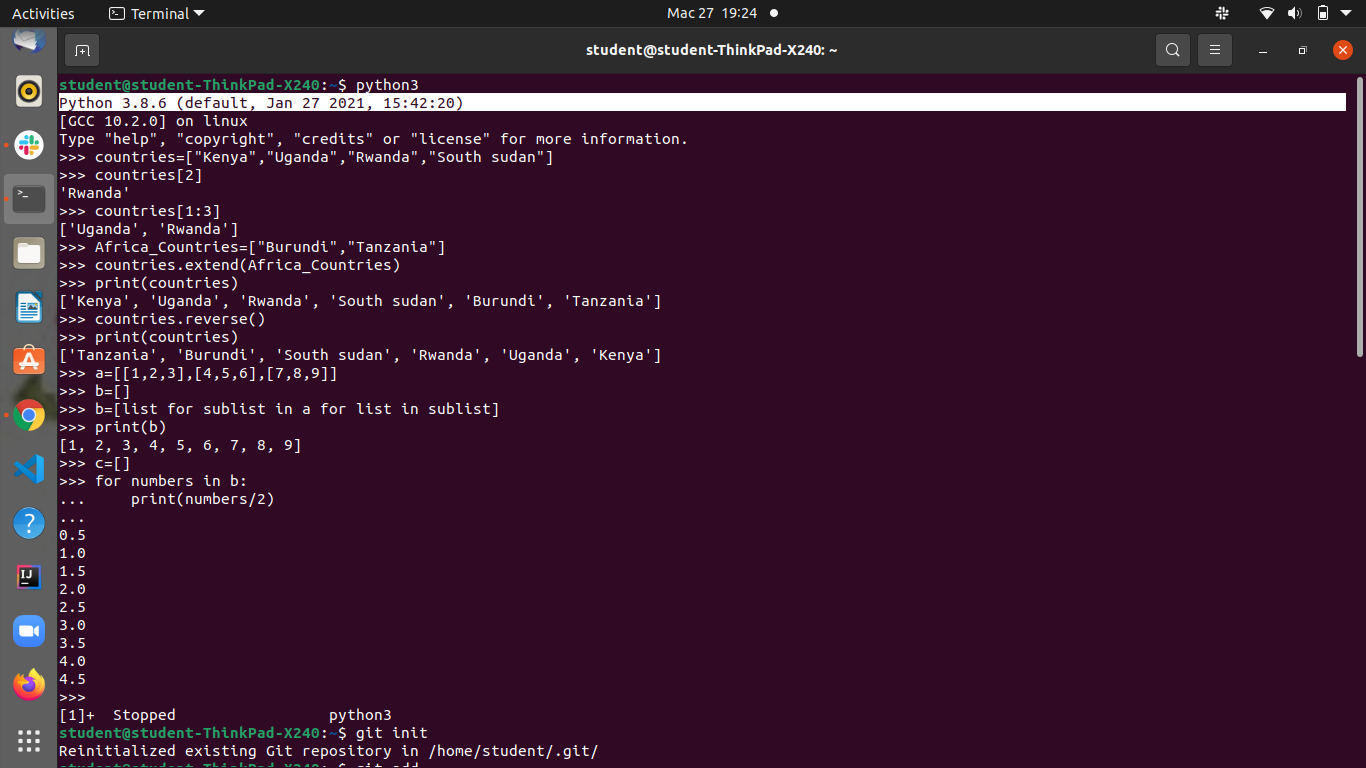 Activities
Terminal
Mac 27 19:24
student@student-ThinkPad-X240: ~
student@student-ThinkPad-X240:~$ python3
Python 3.8.6 (default, Jan 27 2021, 15:42:20)
[GCC 10.2.0] on linux
Type "help", "copyright", "credits" or "license" for more information.
>>> countries=["Kenya","Uganda","Rwanda","South sudan"]
>>> countries[2]
'Rwanda'
>>> countries[1:3]
['Uganda', 'Rwanda']
>>> Africa_Countries=["Burundi","Tanzania"]
>>> countries.extend(Africa_Countries)
>>> print(countries)
['Kenya', 'Uganda', 'Rwanda', 'South sudan', 'Burundi', 'Tanzania']
>>> countries.reverse()
>>> print(countries)
['Tanzania', 'Burundi', 'South sudan', 'Rwanda', 'Uganda', 'Kenya']
>>> a=[[1,2,3],[4,5,6],[7,8,9]]
>>> b=[]
>>> b=[list for sublist in a for list in sublist]
>>> print(b)
[1, 2, 3, 4, 5, 6, 7, 8, 9]
>>> c=[]
>>> for numbers in b:
...     print(numbers/2)
...
0.5
1.0
1.5
2.0
2.5
3.0
3.5
4.0
4.5
>>>
[1]+  Stopped                 python3
student@student-ThinkPad-X240:~$ git init
Reinitialized existing Git repository in /home/student/.git/
student@student-ThinkPad-X240:~$ git add